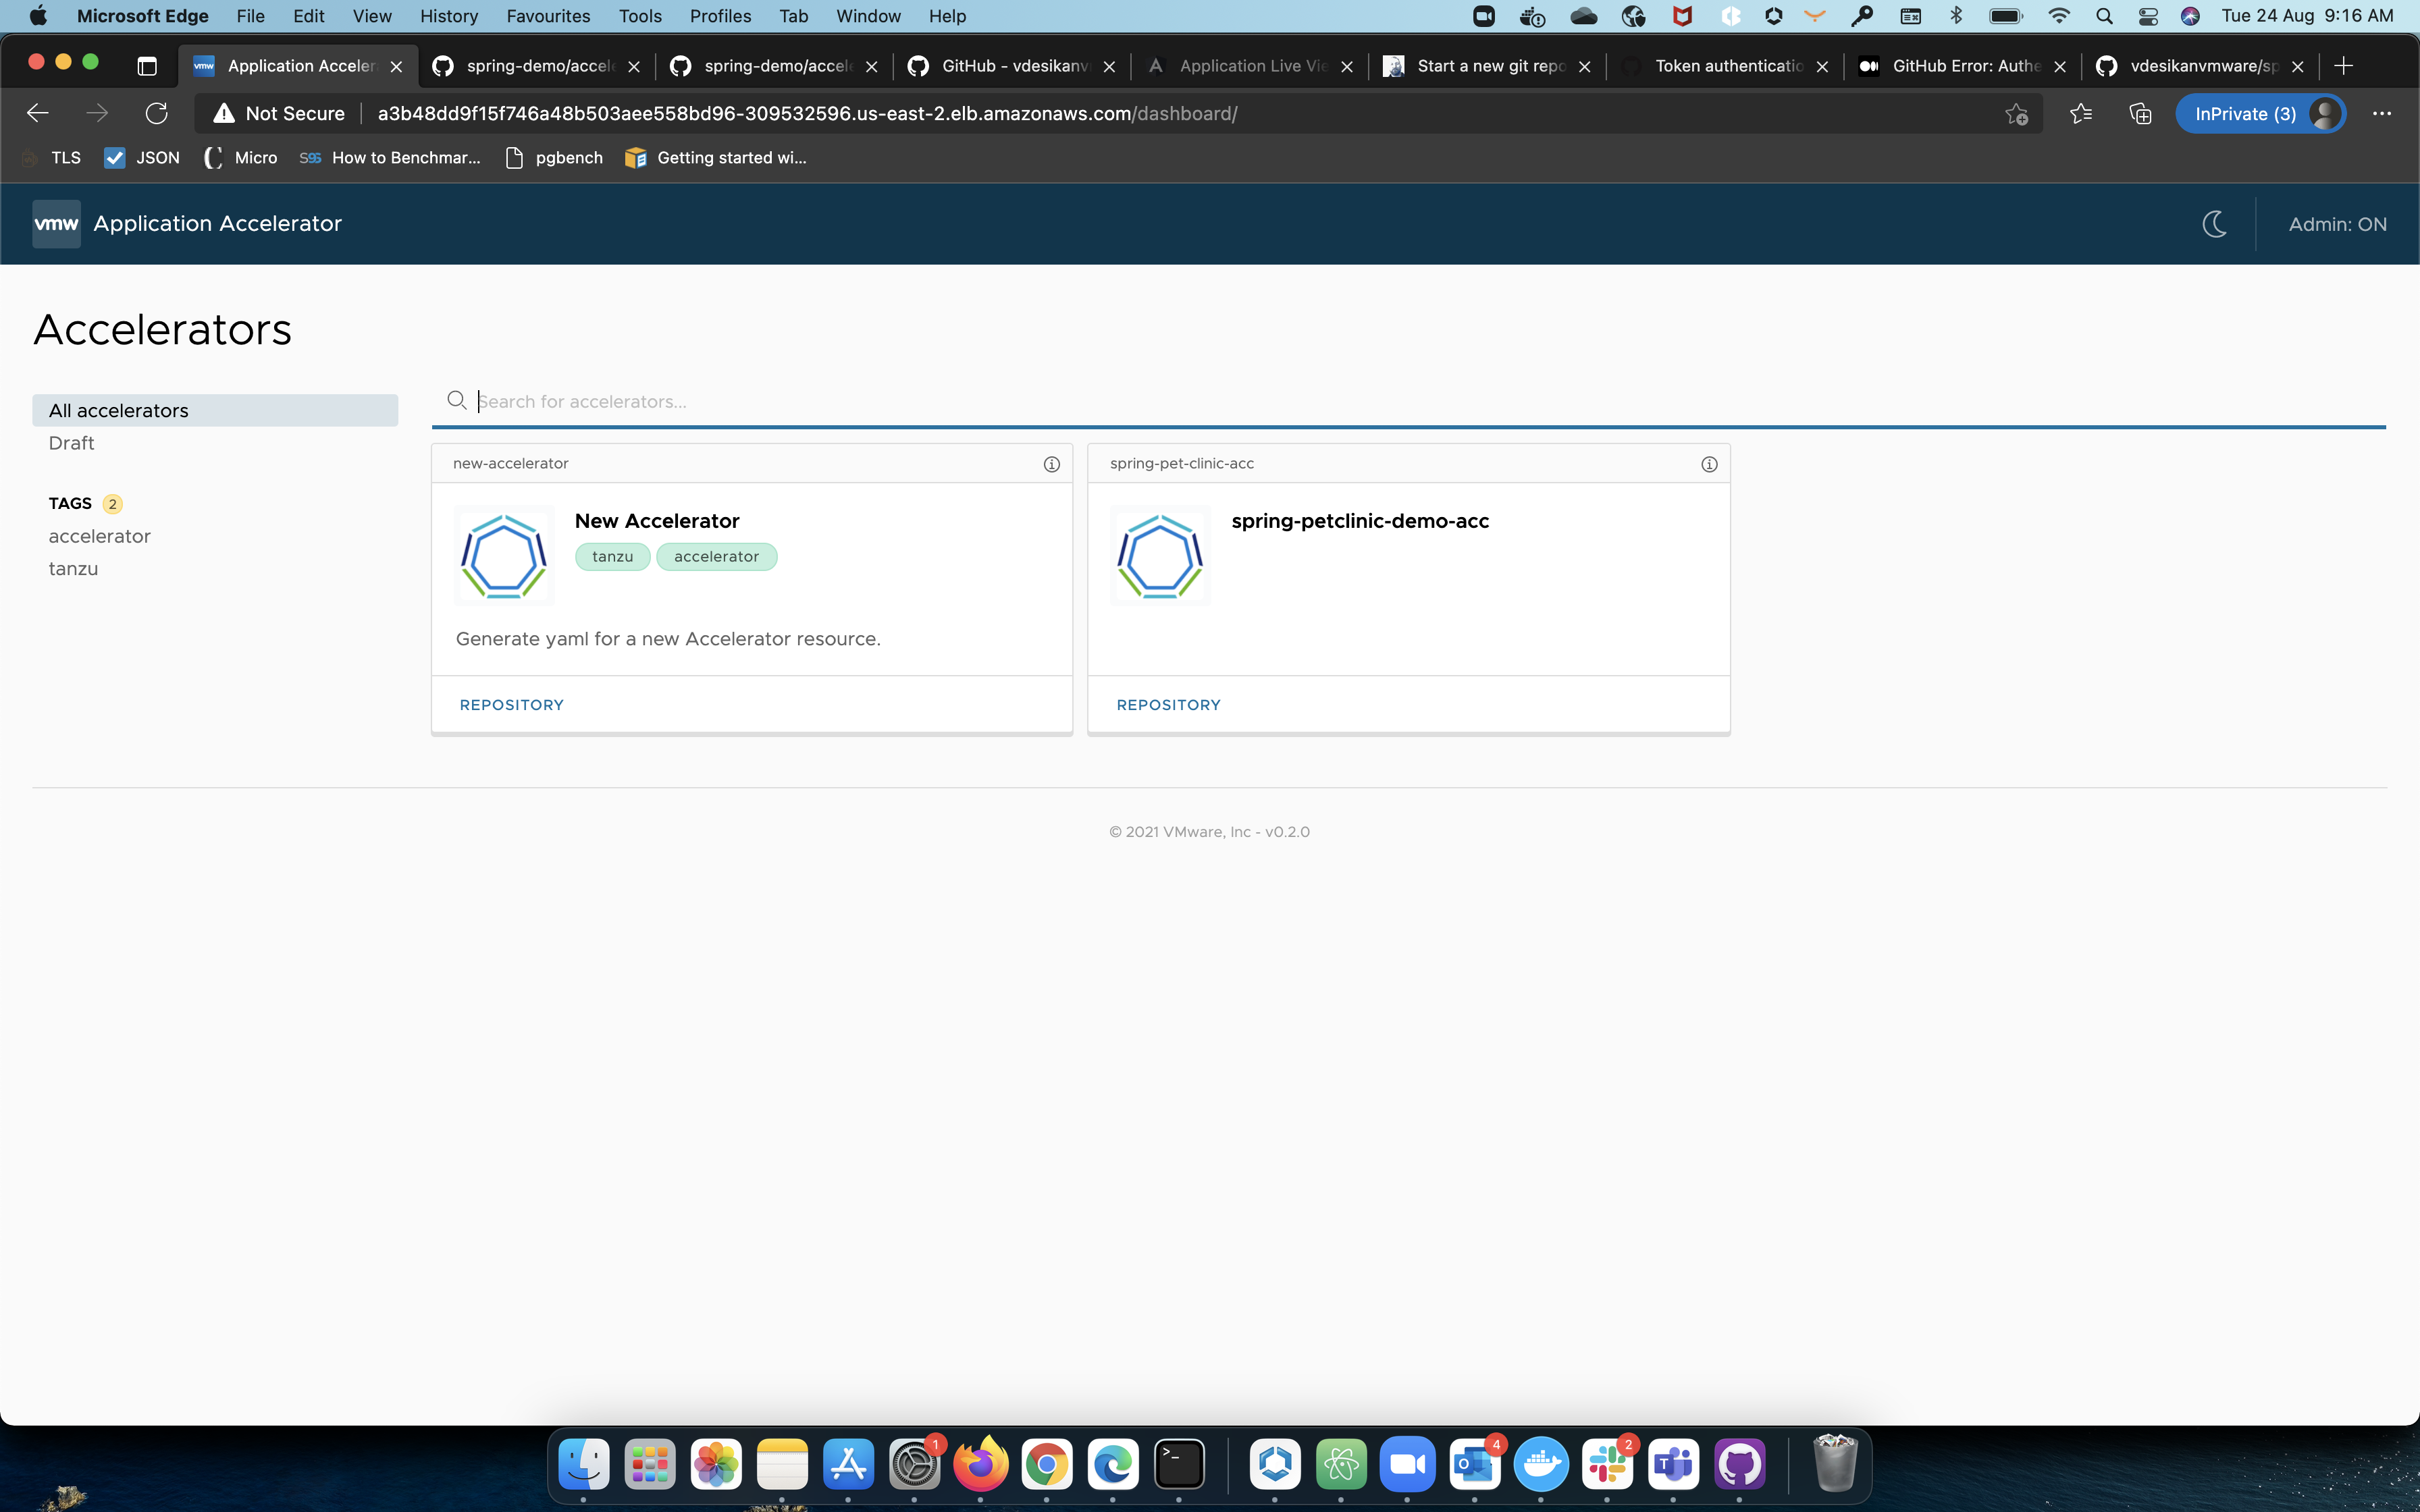 Microsoft Edge File Edit View History Favourites Tools Profiles Tab Window Help Tue 24 Aug 9:16 AM
vmw Application Acceler spring-demo/accele spring-demo/accele GitHub - vdesikanv Application Live Vie Start a new git repo Token authenticatio GitHub Error: Authe vdesikanvmware/sp
Not Secure a3b48dd9f15f746a48b503aee558bd96-309532596.us-east-2.elb.amazonaws.com/dashboard/ InPrivate (3)
TLS JSON Micro S9S How to Benchmar... pgbench Getting started wi...
vmw Application Accelerator Admin: ON
Accelerators
All accelerators
Draft
TAGS 2
accelerator
tanzu
Search for accelerators...
new-accelerator
New Accelerator
tanzu accelerator
Generate yaml for a new Accelerator resource.
REPOSITORY
spring-pet-clinic-acc
spring-petclinic-demo-acc
REPOSITORY
© 2021 VMware, Inc - v0.2.0
1 4 2